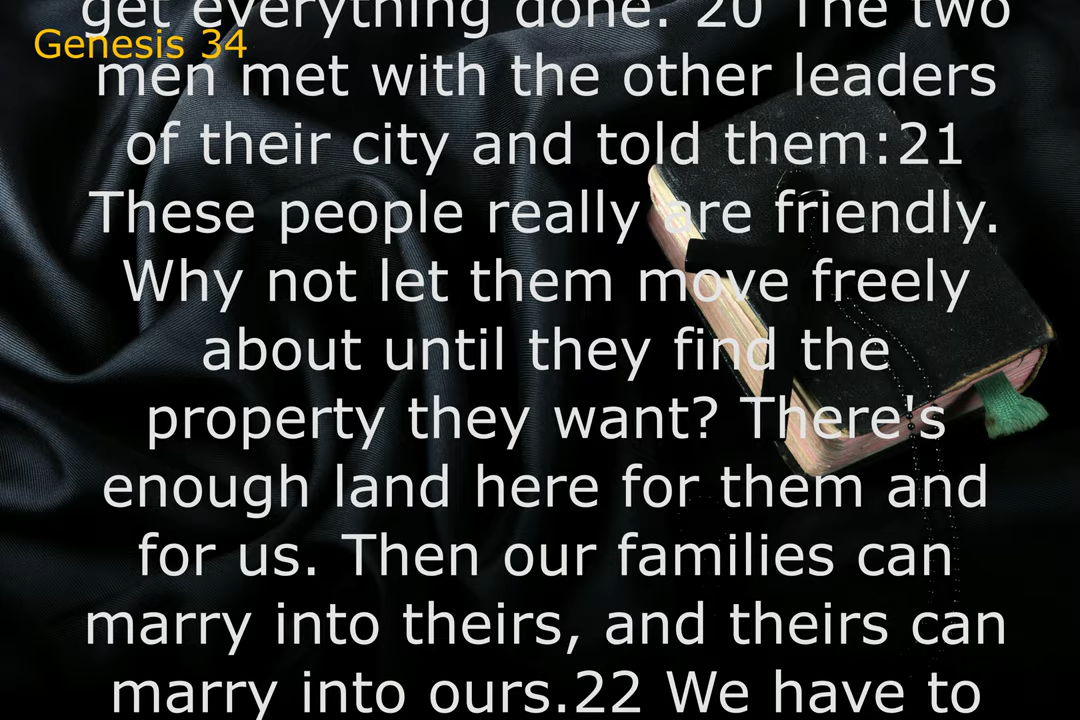 get everything done. 20 The two
Genesis 34
men met with the other leaders
of their city and told them:21
These people really are friendly.
Why not let them move freely
about until they find the
property they want? There's
enough land here for them and
for us. Then our families can
marry into theirs, and theirs can
marry into ours.22 We have to